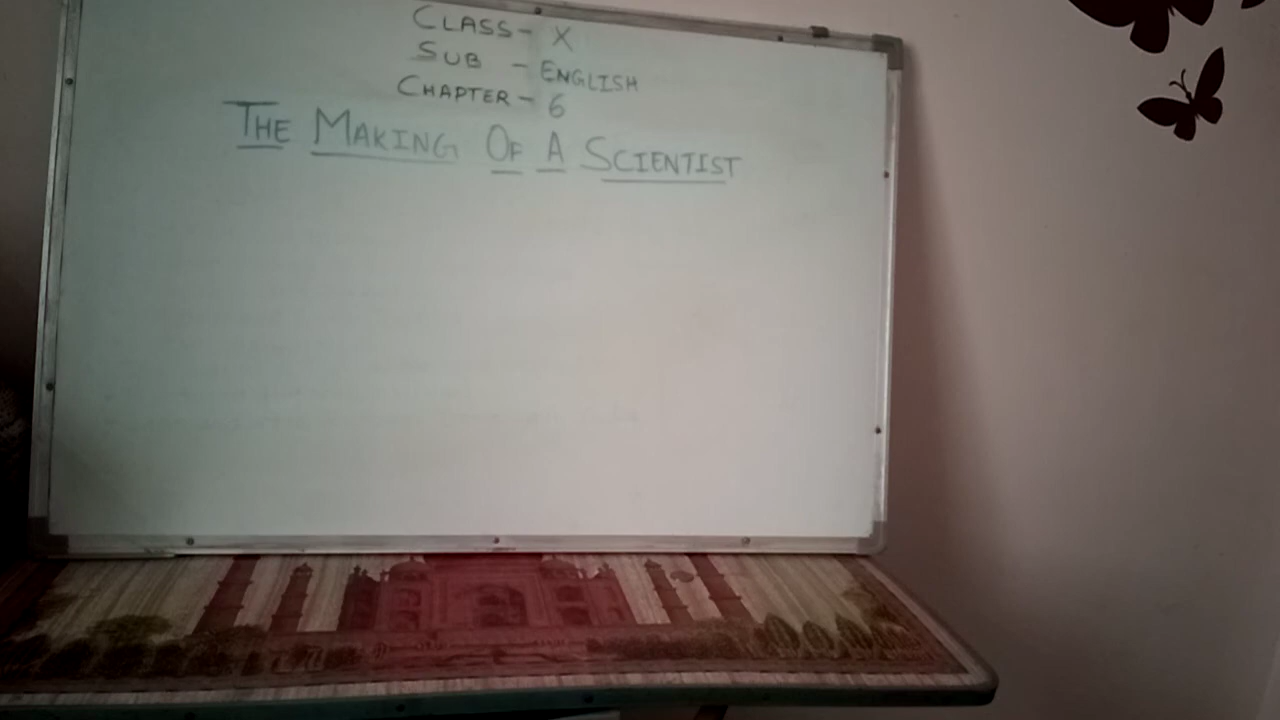 CLASS- X
SUB - ENGLISH
CHAPTER- 6
THE MAKING OF A SCIENTIST